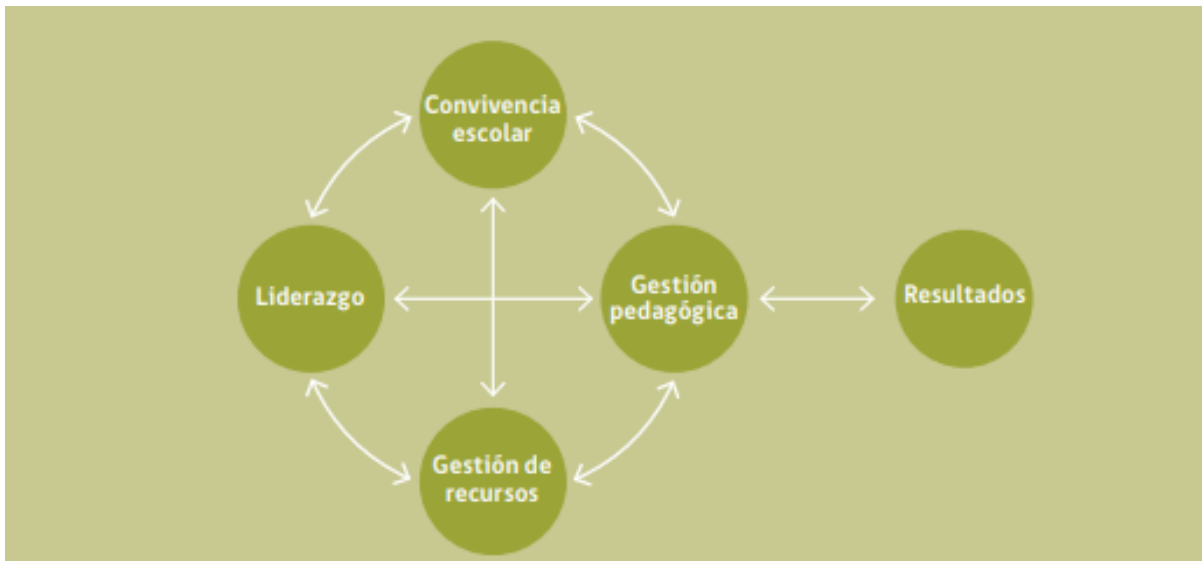 Convivencia
escolar
Liderazgo
Gestión
pedagógica
Resultados
Gestión de
recursos